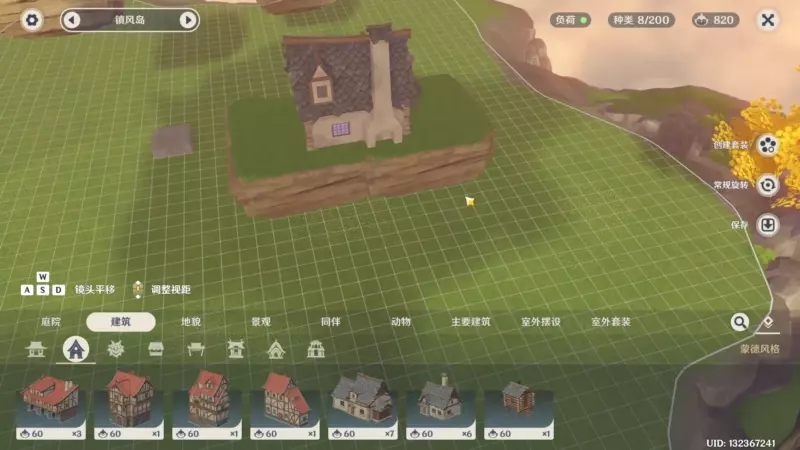 镇风岛
负荷
种类 8/200
820
创建套装
常规旋转
保存
W
A S D 镜头平移 调整视距
庭院 建筑 地貌 景观 同伴 动物 主要建筑 室外摆设 室外套装
蒙德风格
60 ×3 60 ×1 60 ×1 60 ×1 60 ×7 60 ×6 60 ×1
UID: 132367241